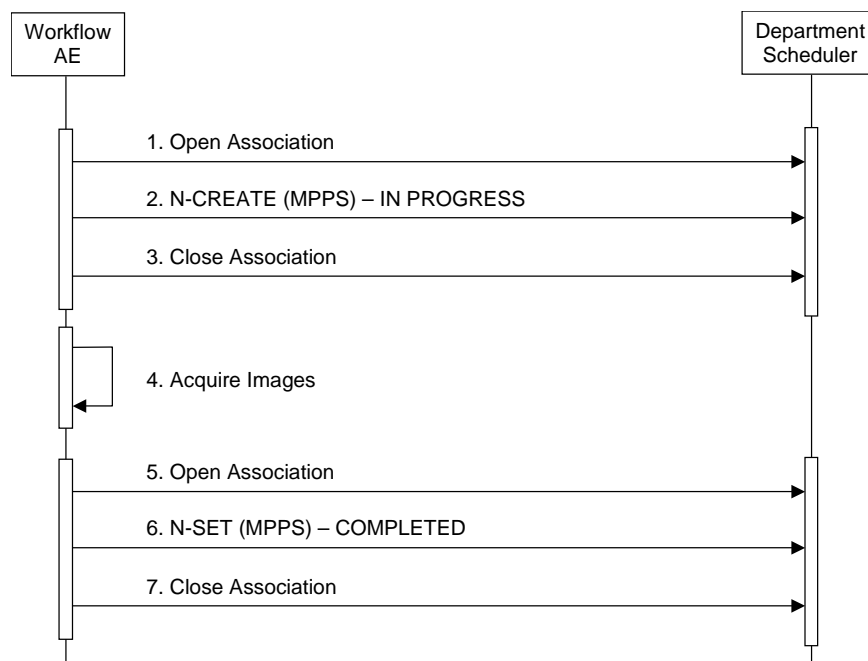 Workflow
AE
Department
Scheduler
1. Open Association
2. N-CREATE (MPPS) – IN PROGRESS
3. Close Association
4. Acquire Images
5. Open Association
6. N-SET (MPPS) – COMPLETED
7. Close Association